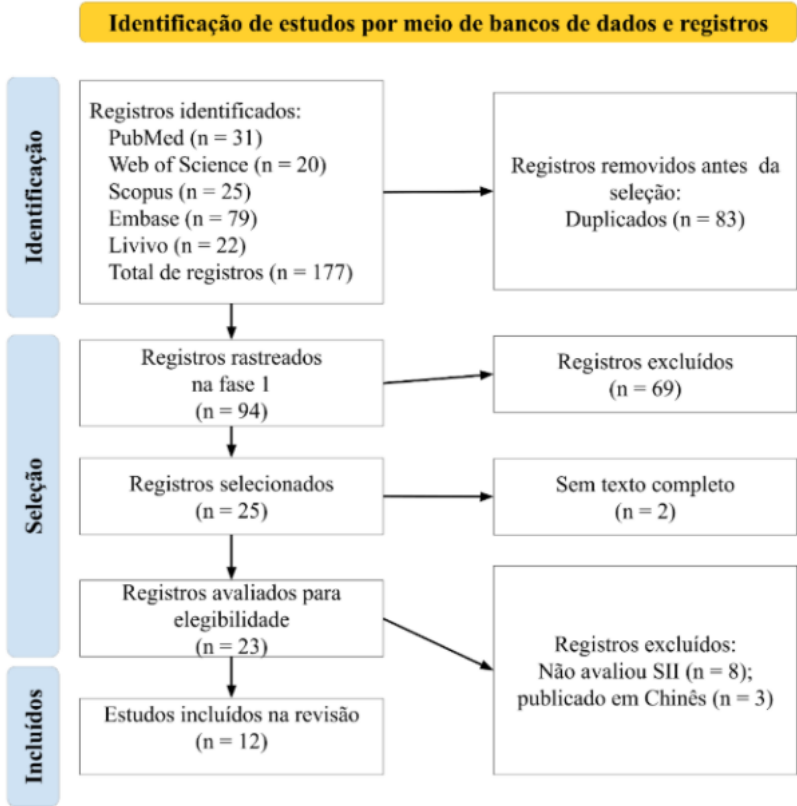 Identificação de estudos por meio de bancos de dados e registros
Identificação
Registros identificados:
PubMed (n = 31)
Web of Science (n = 20)
Scopus (n = 25)
Embase (n = 79)
Livivo (n = 22)
Total de registros (n = 177)
Registros removidos antes da
seleção:
Duplicados (n = 83)
Seleção
Registros rastreados
na fase 1
(n = 94)
Registros excluídos
(n = 69)
Registros selecionados
(n = 25)
Sem texto completo
(n = 2)
Registros avaliados para
elegibilidade
(n = 23)
Registros excluídos:
Não avaliou SII (n = 8);
publicado em Chinês (n = 3)
Incluídos
Estudos incluídos na revisão
(n = 12)